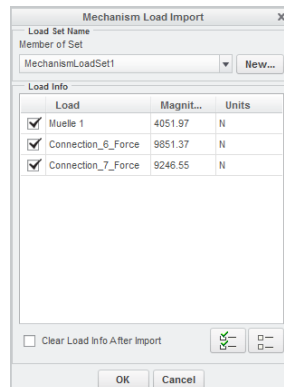 Mechanism Load Import X
Load Set Name
Member of Set
MechanismLoadSet1 New...
Load Info
Load Magnit... Units
Muelle 1 4051.97 N
Connection_6_Force 9851.37 N
Connection_7_Force 9246.55 N
Clear Load Info After Import
OK Cancel